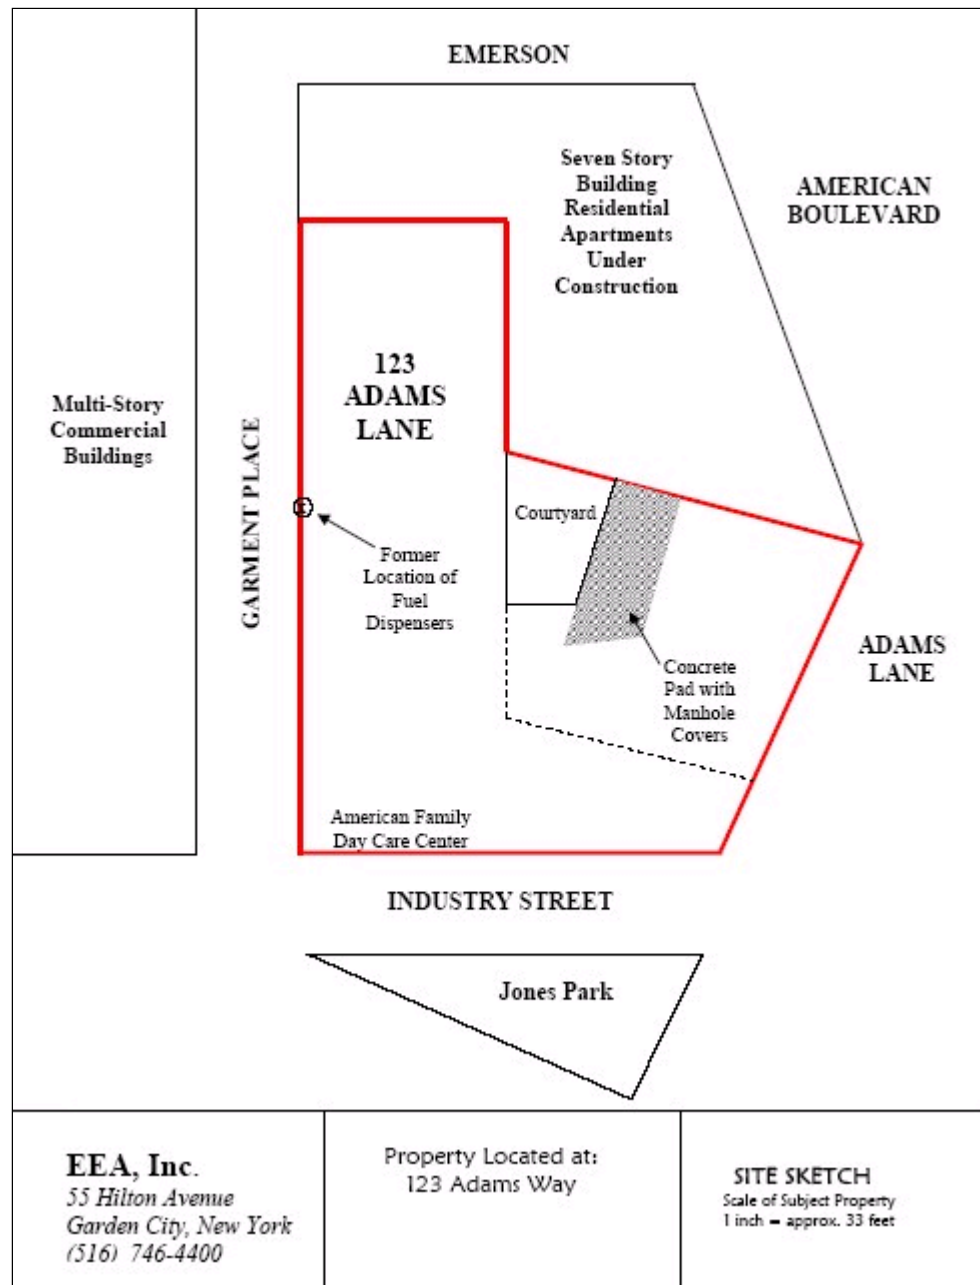 EMERSON
Seven Story
Building
Residential
Apartments
Under
Construction
AMERICAN
BOULEVARD
123
ADAMS
LANE
Multi-Story
Commercial
Buildings
GARMENT PLACE
Courtyard
Former
Location of
Fuel
Dispensers
ADAMS
LANE
Concrete
Pad with
Manhole
Covers
American Family
Day Care Center
INDUSTRY STREET
Jones Park
EEA, Inc.
55 Hilton Avenue
Garden City, New York
(516) 746-4400
Property Located at:
123 Adams Way
SITE SKETCH
Scale of Subject Property
1 inch = approx. 33 feet